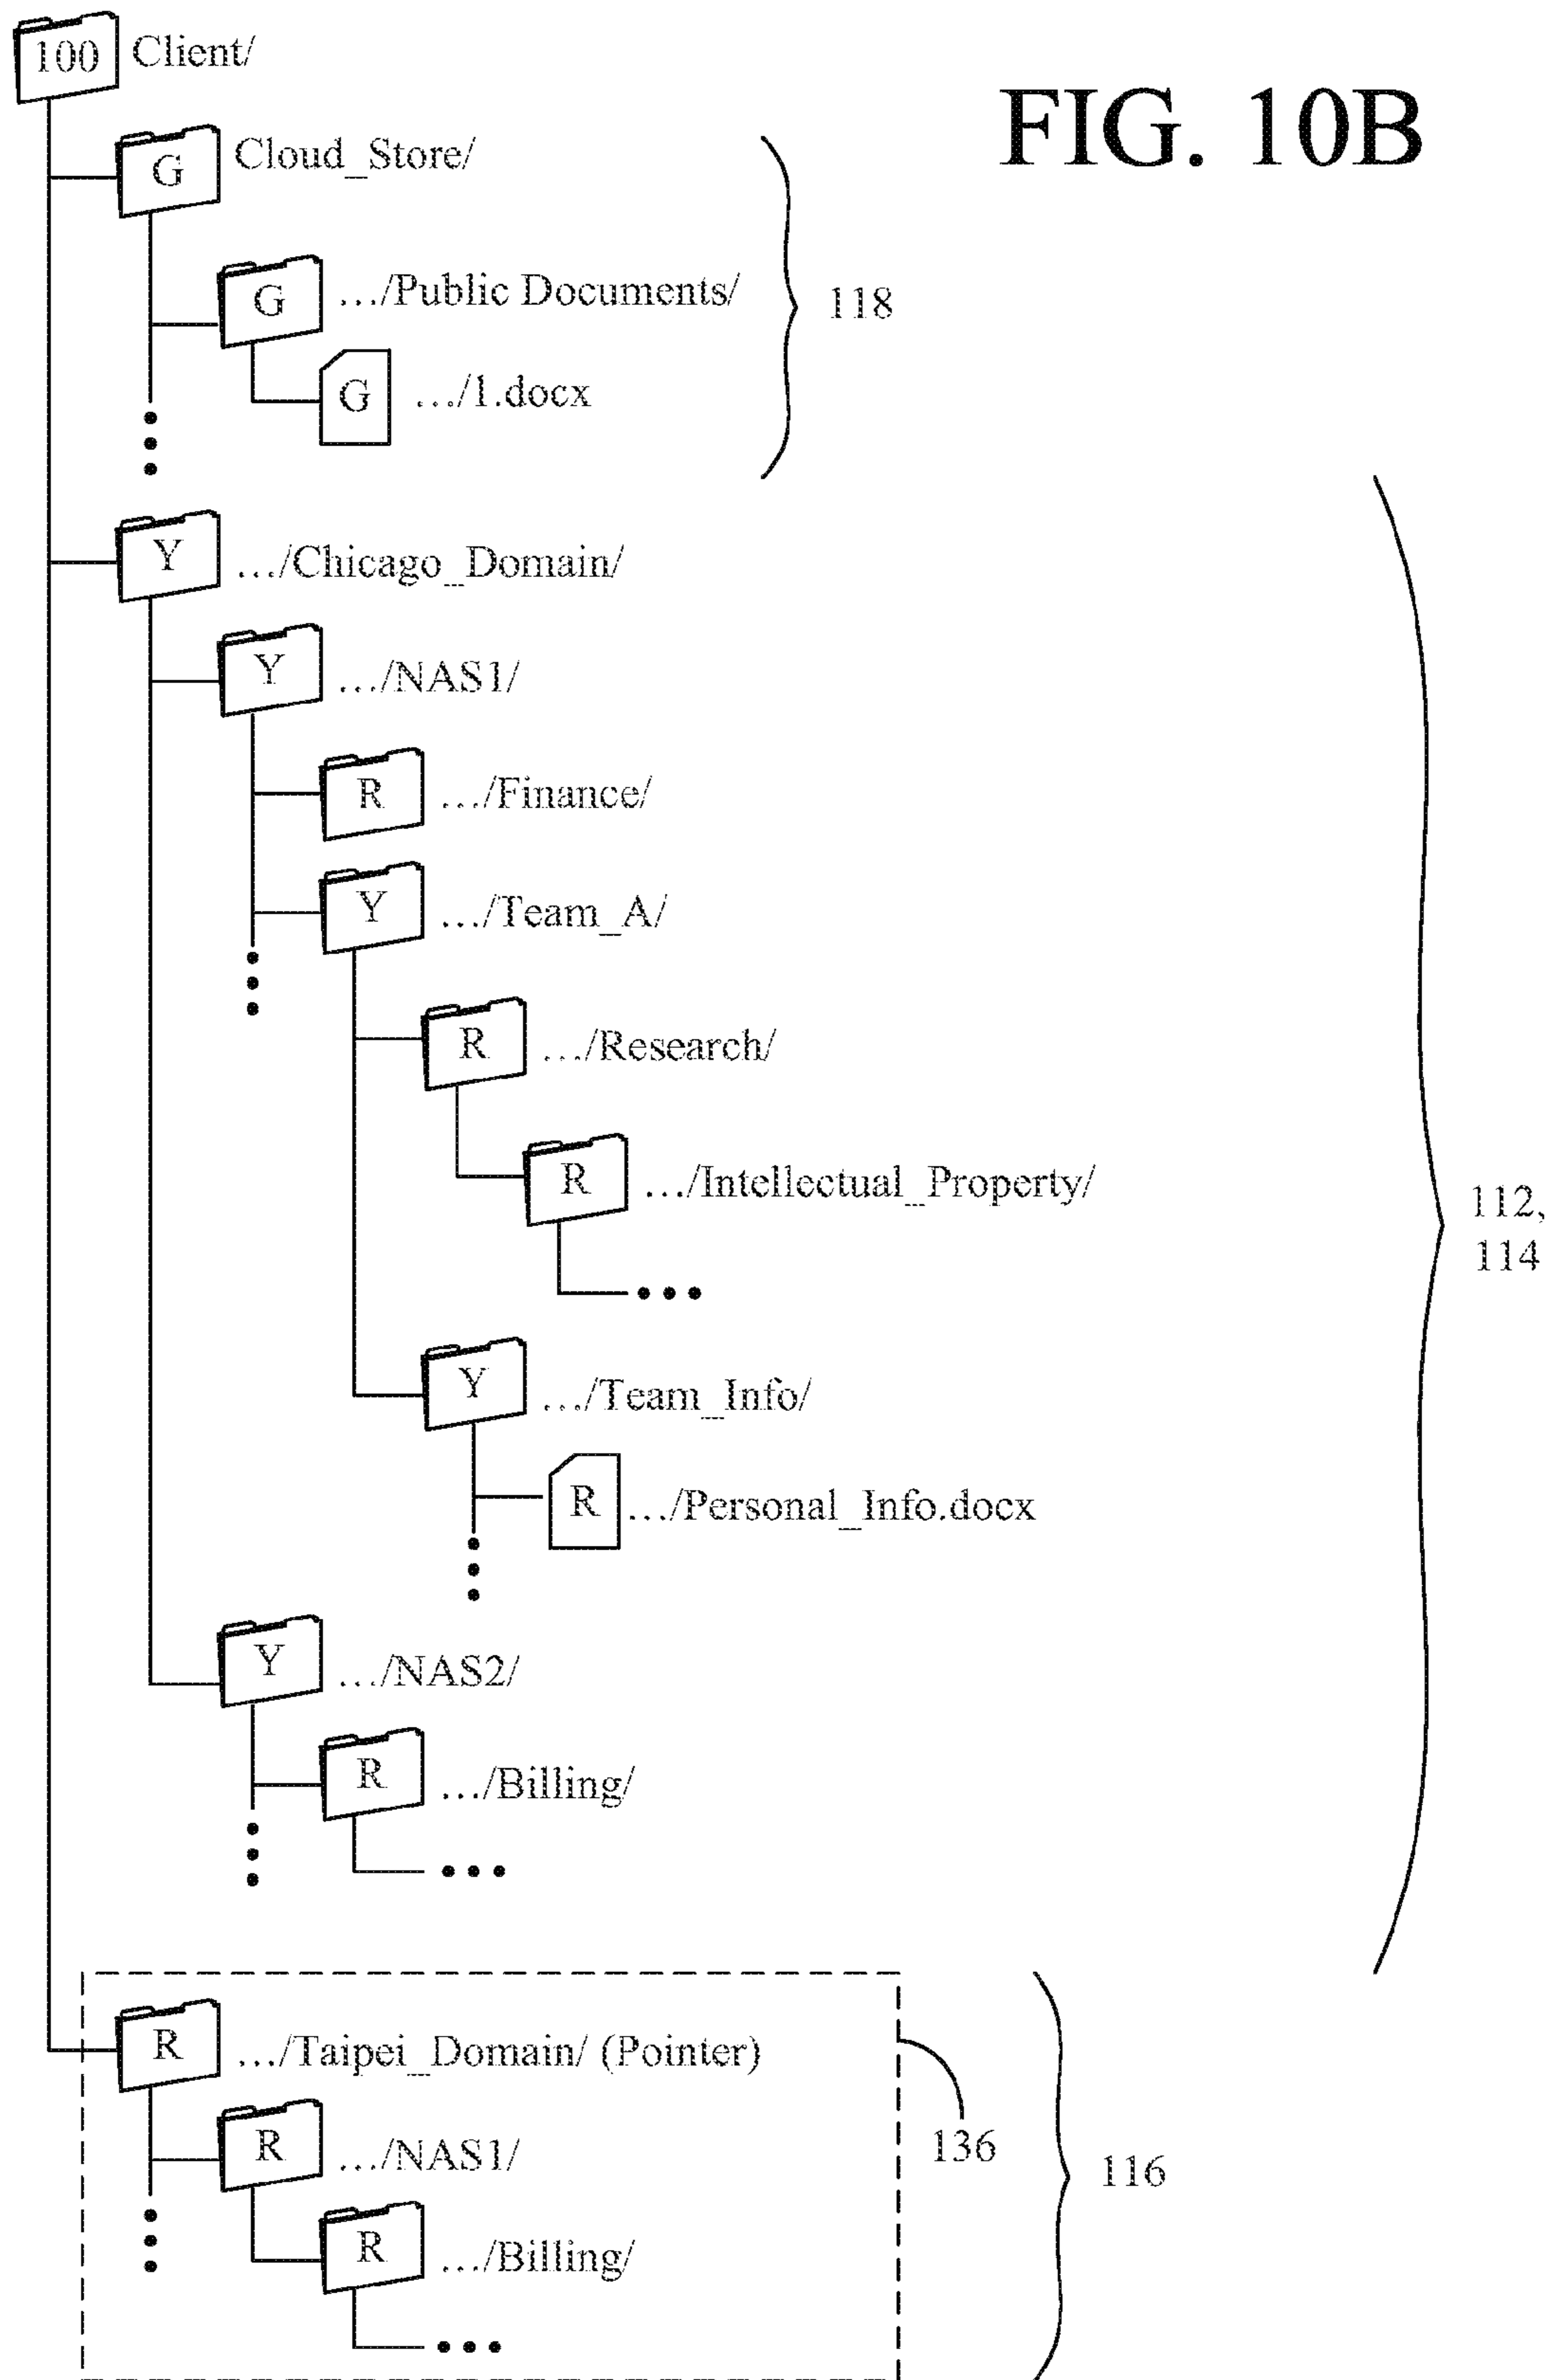 FIG. 10B
100 Client/
G Cloud_Store/
G .../Public Documents/
118
G .../1.docx
Y .../Chicago_Domain/
Y .../NAS1/
R .../Finance/
Y .../Team_A/
R .../Research/
R .../Intellectual_Property/
112,
114
Y .../Team_Info/
R .../Personal_Info.docx
Y .../NAS2/
R .../Billing/
R .../Taipei_Domain/ (Pointer)
R .../NAS1/
136
116
R .../Billing/